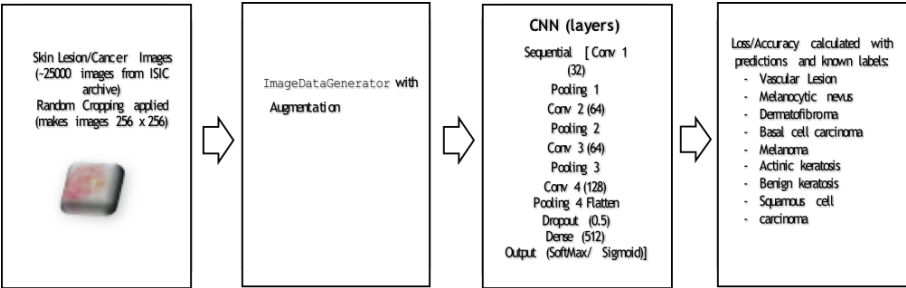 Skin Lesion/Cancer Images
(~25000 images from ISIC
archive)
Random Cropping applied
(makes images 256 x 256)
ImageDataGenerator with
Augmentation
CNN (layers)
Sequential [ Conv 1
(32)
Pooling 1
Conv 2 (64)
Pooling 2
Conv 3 (64)
Pooling 3
Conv 4 (128)
Pooling 4 Flatten
Dropout (0.5)
Dense (512)
Output (SoftMax/ Sigmoid)]
Loss/Accuracy calculated with
predictions and known labels:
- Vascular Lesion
- Melanocytic nevus
- Dermatofibroma
- Basal cell carcinoma
- Melanoma
- Actinic keratosis
- Benign keratosis
- Squamous cell
- carcinoma